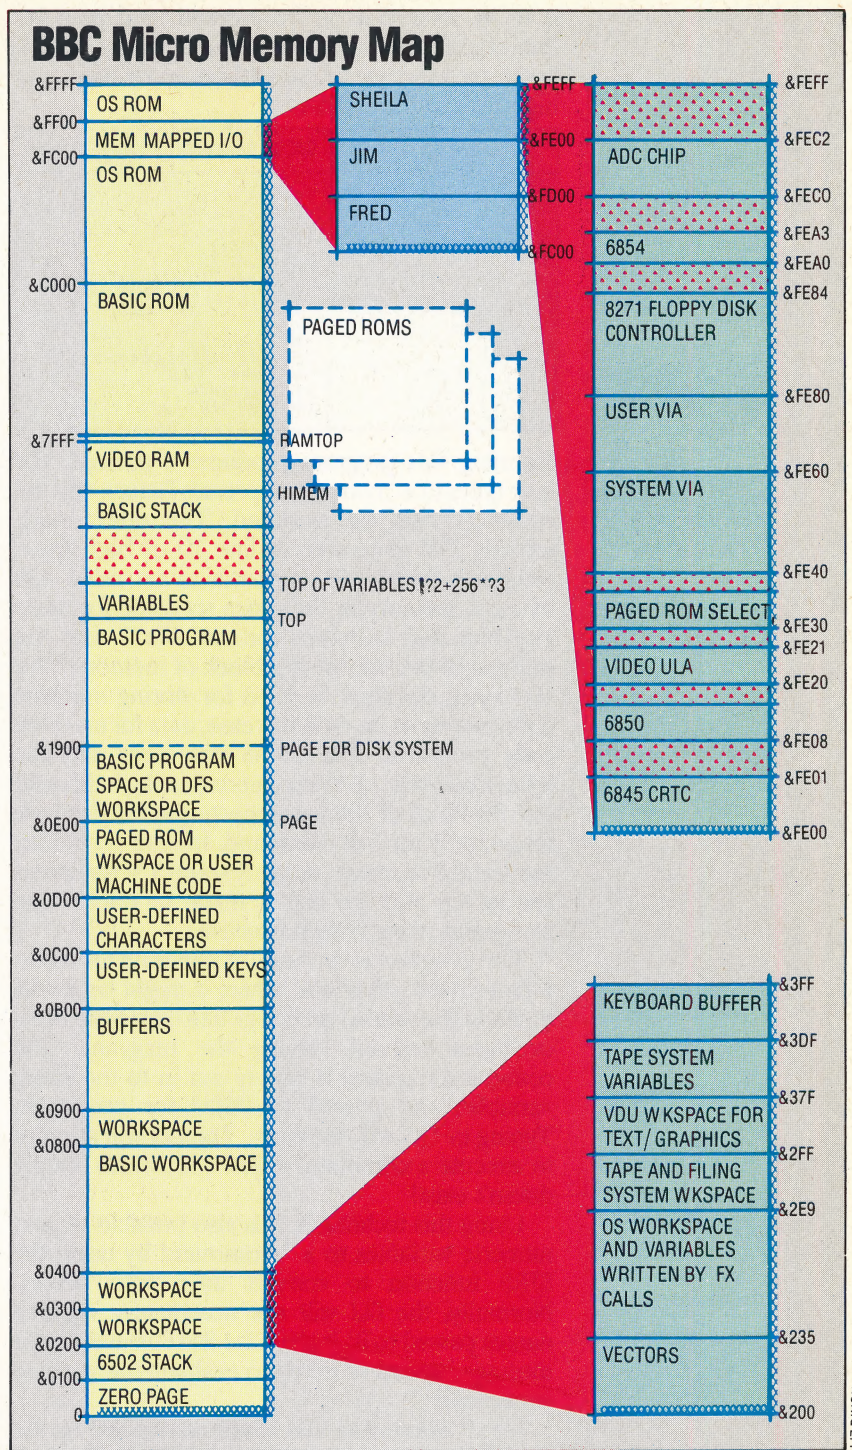 BBC Micro Memory Map
&FFFF
OS ROM
&FF00
MEM MAPPED I/O
&FC00
OS ROM
&C000
BASIC ROM
&7FFF
RAMTOP
VIDEO RAM
HIMEM
BASIC STACK
TOP OF VARIABLES !?2+256*?3
VARIABLES
TOP
BASIC PROGRAM
&1900
PAGE FOR DISK SYSTEM
BASIC PROGRAM
SPACE OR DFS
WORKSPACE
&0E00
PAGE
PAGED ROM
WKSPACE OR USER
MACHINE CODE
&0D00
USER-DEFINED
CHARACTERS
&0C00
USER-DEFINED KEYS
&0B00
BUFFERS
&0900
WORKSPACE
&0800
BASIC WORKSPACE
&0400
WORKSPACE
&0300
WORKSPACE
&0200
6502 STACK
&0100
ZERO PAGE
0
&FEFF
SHEILA
&FE00
JIM
&FD00
FRED
&FC00
PAGED ROMS
&FEFF
&FEC2
ADC CHIP
&FEC0
&FEA3
6854
&FEA0
&FE84
8271 FLOPPY DISK
CONTROLLER
&FE80
USER VIA
&FE60
SYSTEM VIA
&FE40
PAGED ROM SELECT
&FE30
&FE21
VIDEO ULA
&FE20
6850
&FE08
&FE01
6845 CRTC
&FE00
&3FF
KEYBOARD BUFFER
&3DF
TAPE SYSTEM
VARIABLES
&37F
VDU WKSPACE FOR
TEXT/GRAPHICS
&2FF
TAPE AND FILING
SYSTEM WKSPACE
&2E9
OS WORKSPACE
AND VARIABLES
WRITTEN BY FX
CALLS
&235
VECTORS
&200